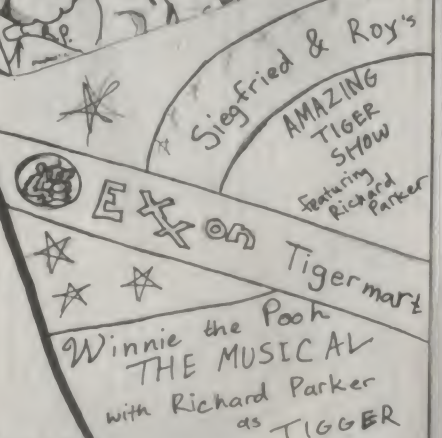 R.P.
Siegfried & Roy's
AMAZING
TIGER
SHOW
featuring
Richard
Parker
Exxon Tigermart
Winnie the Pooh
THE MUSICAL
with Richard Parker
as TIGGER